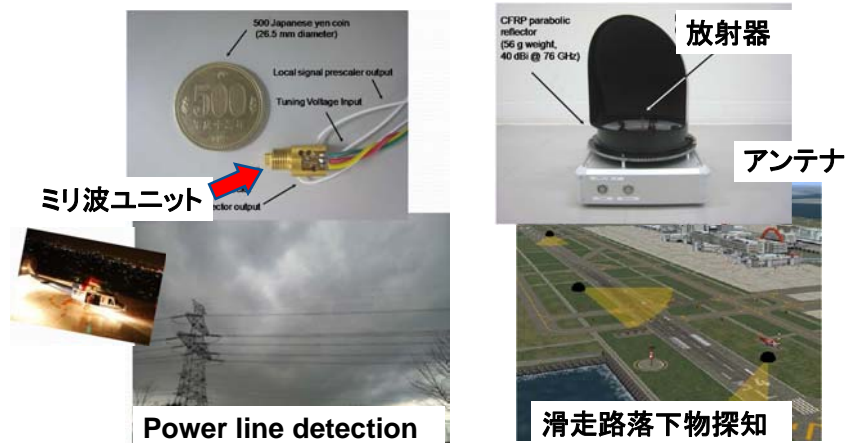 500 Japanese yen coin
(26.5 mm diameter)
Local signal prescaler output
Tuning Voltage Input
500
ミリ波ユニット
output
CFRP parabolic
reflector
(56 g weight,
40 dBi @ 76 GHz)
放射器
アンテナ
Power line detection
滑走路落下物探知